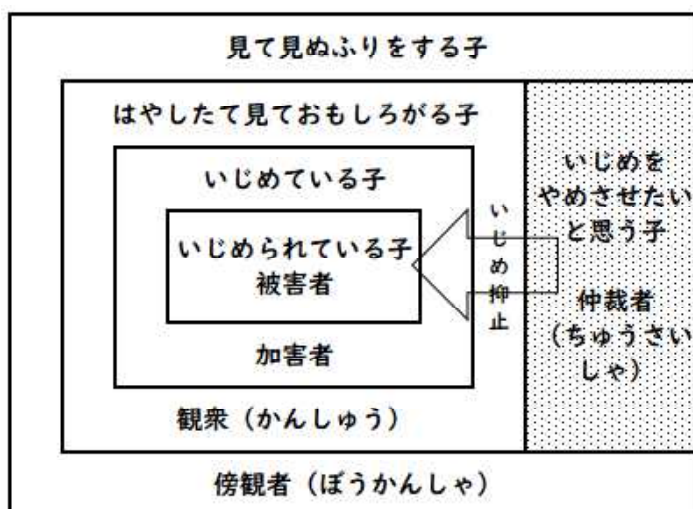 見て見ぬふりをする子
はやしたて見ておもしろがる子
いじめている子
いじめられている子
被害者
加害者
観衆（かんしゅう）
傍観者（ぼうかんしゃ）
いじめ抑止
いじめを
やめさせたい
と思う子
仲裁者
（ちゅうさい
しゃ）